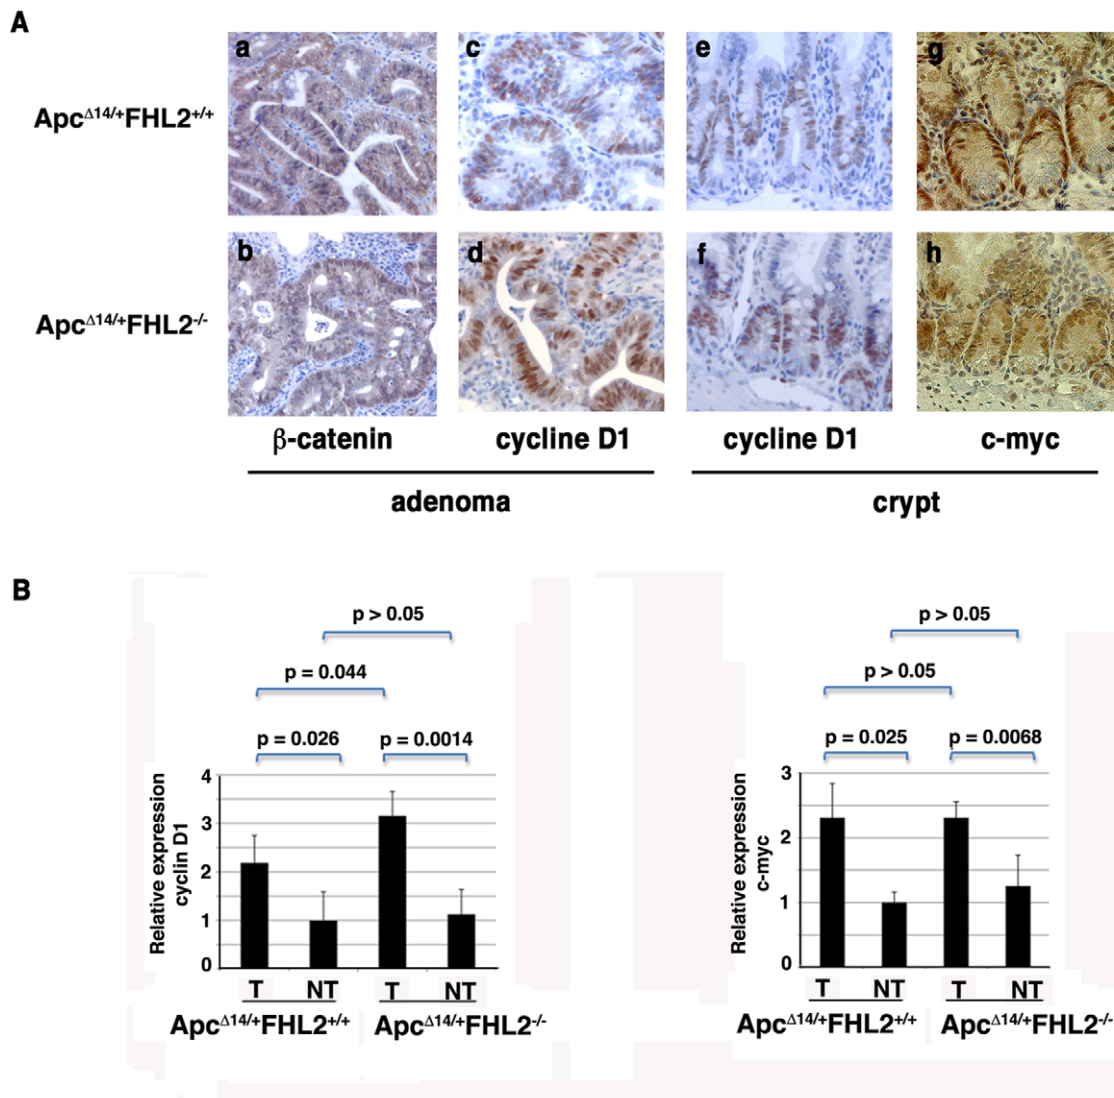 A
a
c
e
g
Apc^Δ14/+FHL2^+/+
b
d
f
h
Apc^Δ14/+FHL2^-/-
β-catenin
cycline D1
cycline D1
c-myc
adenoma
crypt
B
p > 0.05
p = 0.044
p = 0.026
p = 0.0014
Relative expression
cyclin D1
4
3
2
1
0
T
NT
T
NT
Apc^Δ14/+FHL2^+/+
Apc^Δ14/+FHL2^-/-
p > 0.05
p > 0.05
p = 0.025
p = 0.0068
Relative expression
c-myc
3
2
1
0
T
NT
T
NT
Apc^Δ14/+FHL2^+/+
Apc^Δ14/+FHL2^-/-